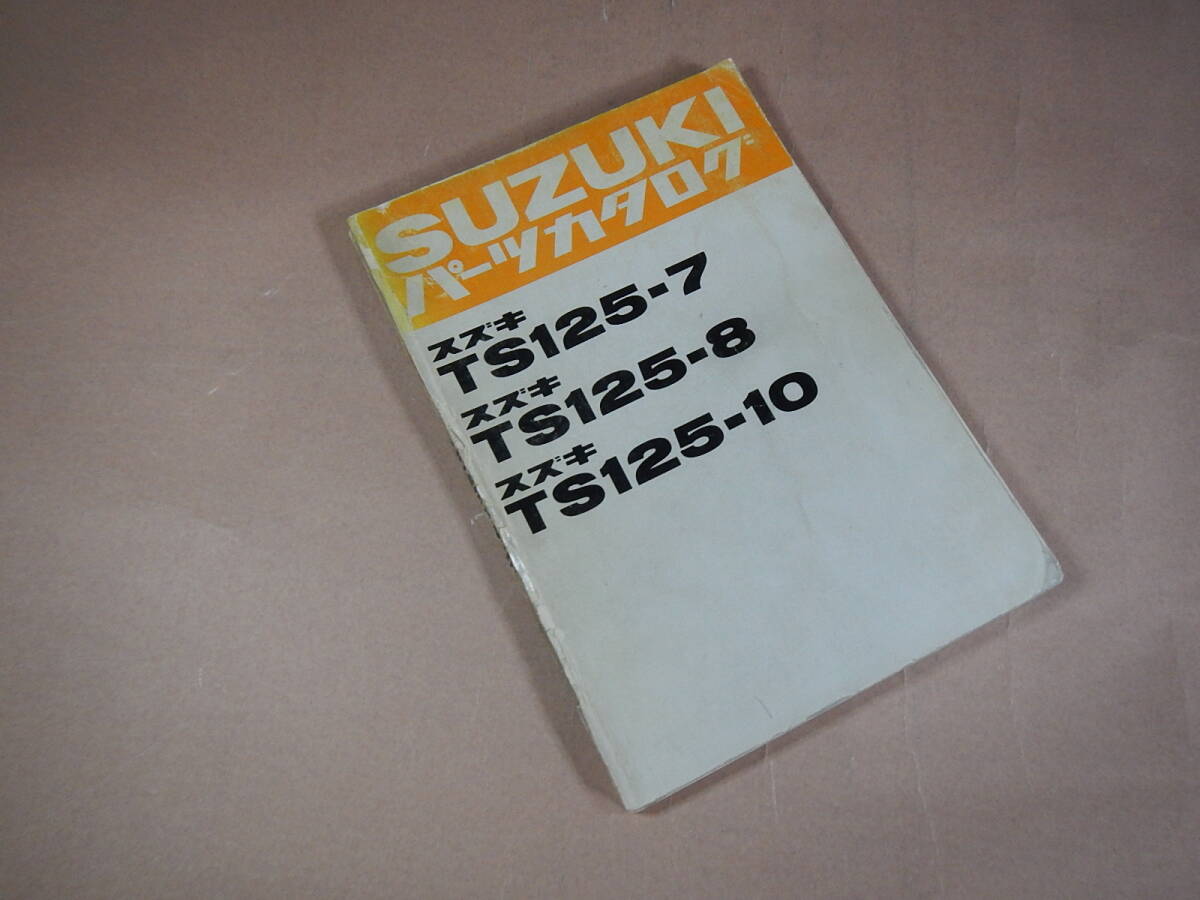 SUZUKI
パーツカタログ
スズキ
TS125-7
スズキ
TS125-8
スズキ
TS125-10